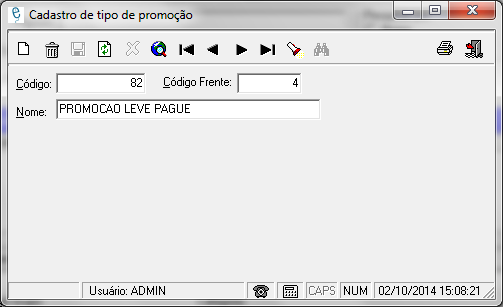 Cadastro de tipo de promoção
Código: 82 Código Frente: 4
Nome: PROMOCAO LEVE PAGUE
Usuário: ADMIN CAPS NUM 02/10/2014 15:08:21